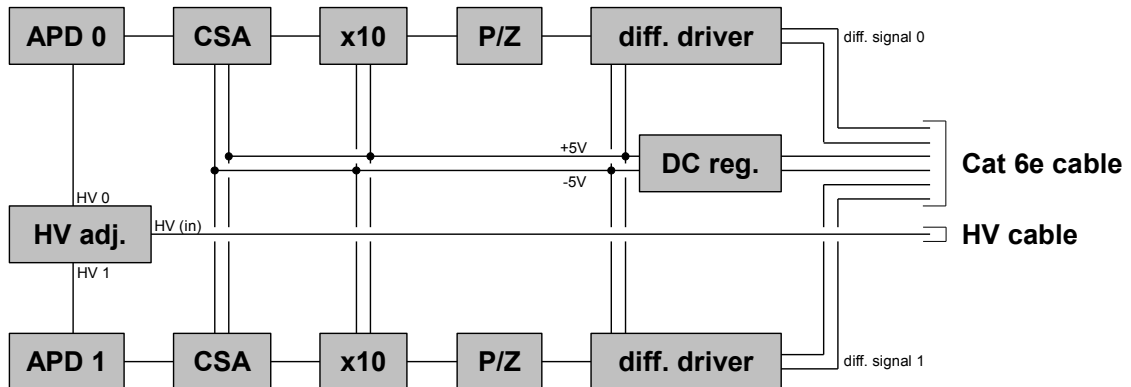 APD 0
CSA
x10
P/Z
diff. driver
diff. signal 0
+5V
-5V
DC reg.
Cat 6e cable
HV 0
HV adj.
HV (in)
HV cable
HV 1
APD 1
CSA
x10
P/Z
diff. driver
diff. signal 1